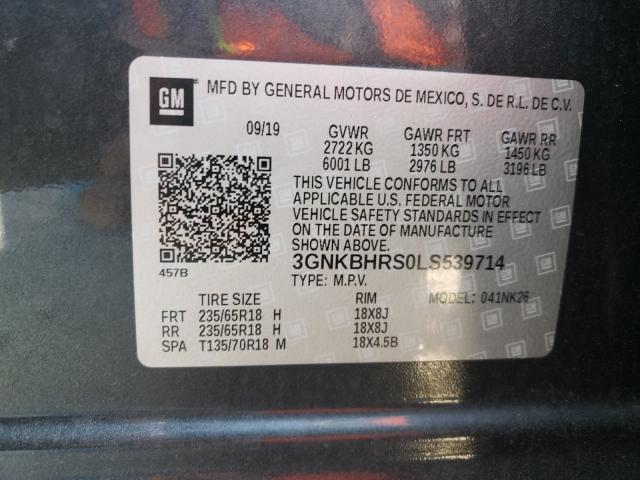 GM
MFD BY GENERAL MOTORS DE MEXICO, S. DE R.L. DE C.V.
09/19 GVWR GAWR FRT GAWR RR
2722 KG 1350 KG 1450 KG
6001 LB 2976 LB 3196 LB
THIS VEHICLE CONFORMS TO ALL
APPLICABLE U.S. FEDERAL MOTOR
VEHICLE SAFETY STANDARDS IN EFFECT
ON THE DATE OF MANUFACTURE
SHOWN ABOVE.
3GNKBHRS0LS539714
457B TYPE: M.P.V. MODEL: 041NK26
TIRE SIZE RIM
FRT 235/65R18 H 18X8J
RR 235/65R18 H 18X8J
SPA T135/70R18 M 18X4.5B